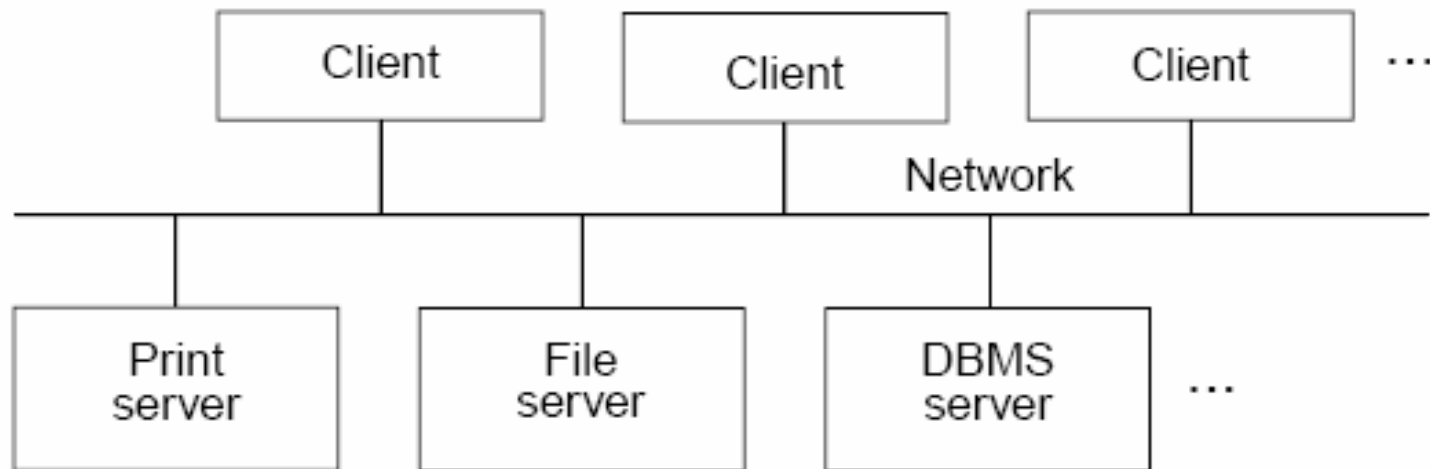 Client
Client
Client
...
Network
Print
server
File
server
DBMS
server
...